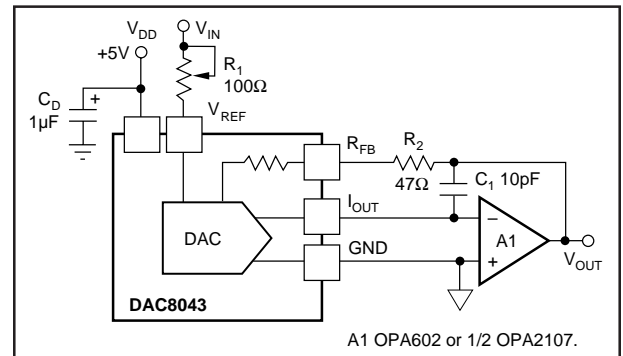 V_DD
+5V
V_IN
R_1
100Ω
C_D
1µF
+
V_REF
R_FB
R_2
47Ω
C_1 10pF
I_OUT
DAC
GND
–
A1
+
V_OUT
DAC8043
A1 OPA602 or 1/2 OPA2107.